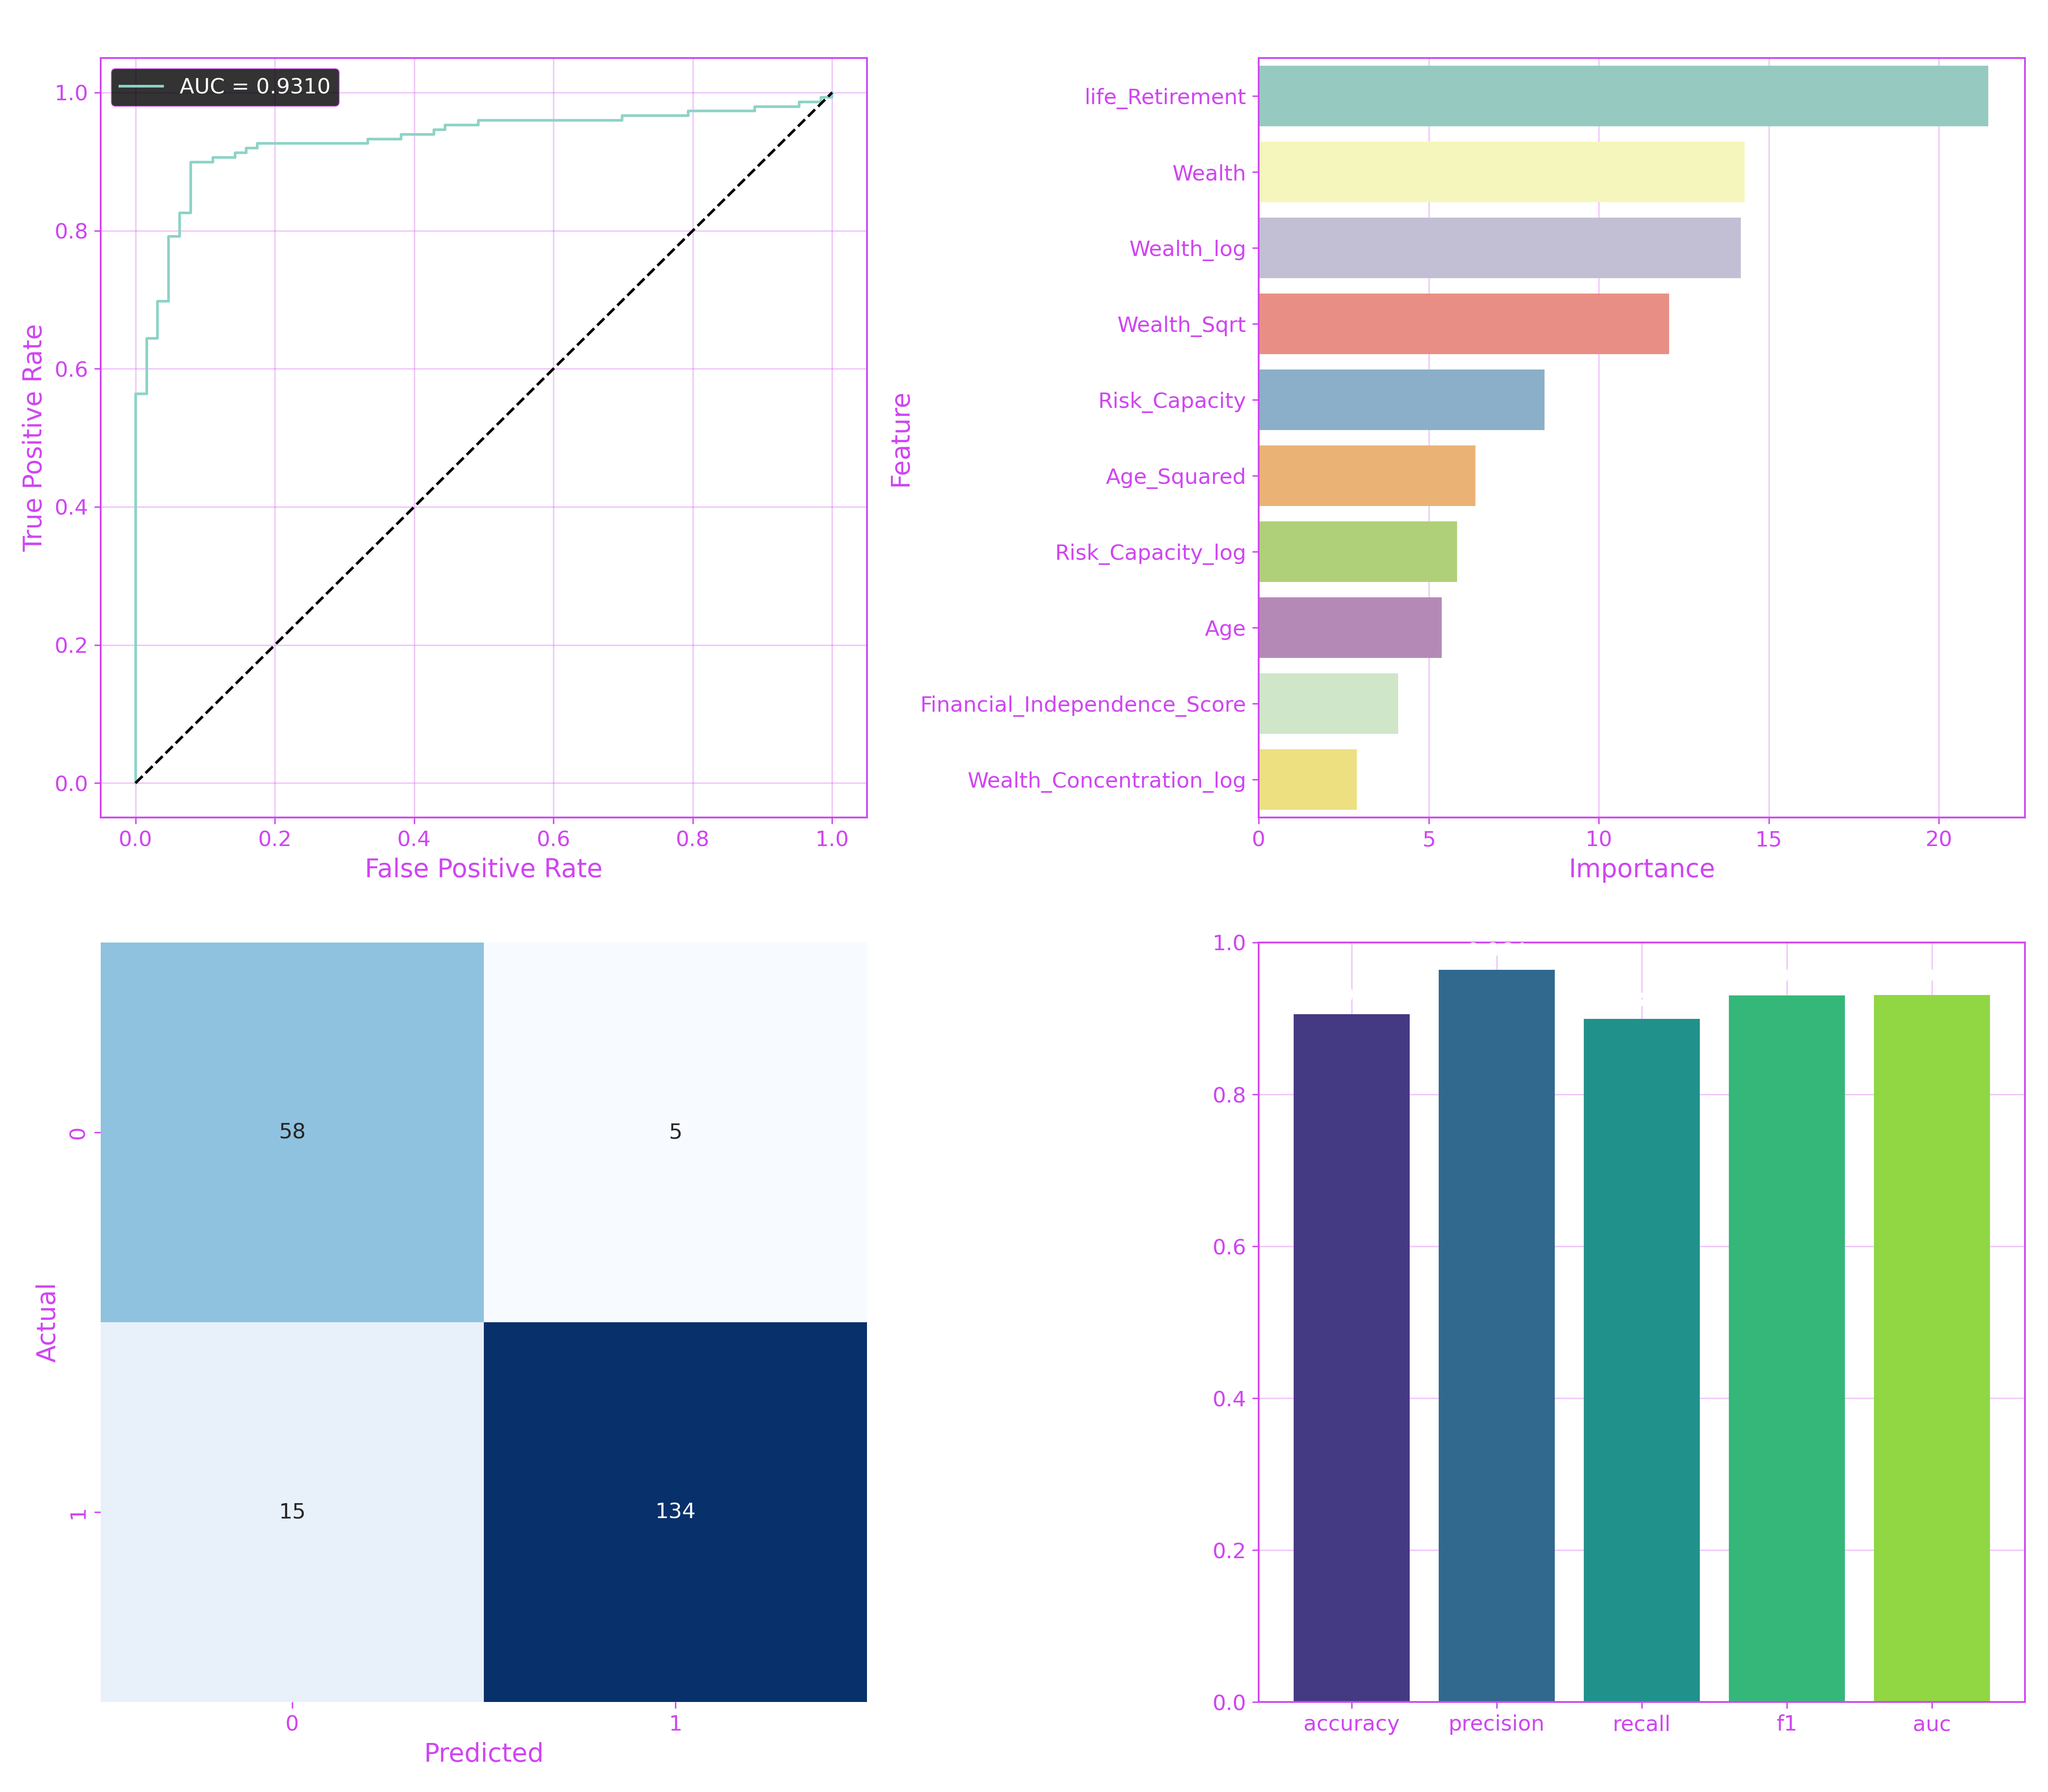 AUC = 0.9310
1.0
0.8
0.6
0.4
0.2
0.0
True Positive Rate
0.0 0.2 0.4 0.6 0.8 1.0
False Positive Rate
Feature
life_Retirement
Wealth
Wealth_log
Wealth_Sqrt
Risk_Capacity
Age_Squared
Risk_Capacity_log
Age
Financial_Independence_Score
Wealth_Concentration_log
0 5 10 15 20
Importance
Actual
0
1
58 5
15 134
0 1
Predicted
1.0
0.8
0.6
0.4
0.2
0.0
accuracy precision recall f1 auc